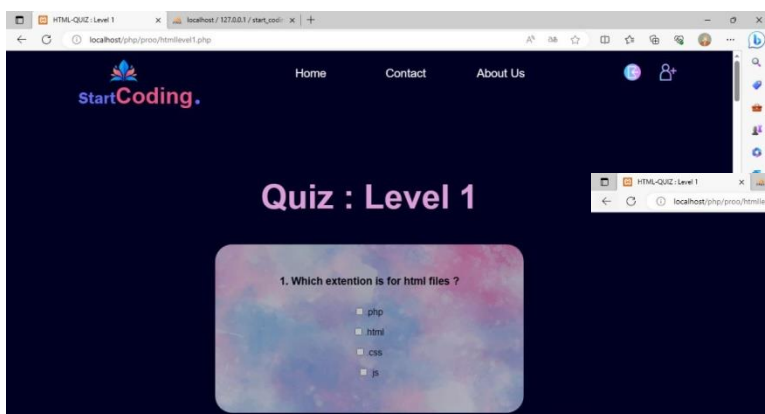 HTML-QUIZ : Level 1
localhost / 127.0.0.1 / start_codi
localhost/php/proo/htmllevel1.php
Home Contact About Us
StartCoding.
Quiz : Level 1
HTML-QUIZ : Level 1
localhost/php/proo/htmlle
1. Which extention is for html files ?
.php
.html
.css
.js